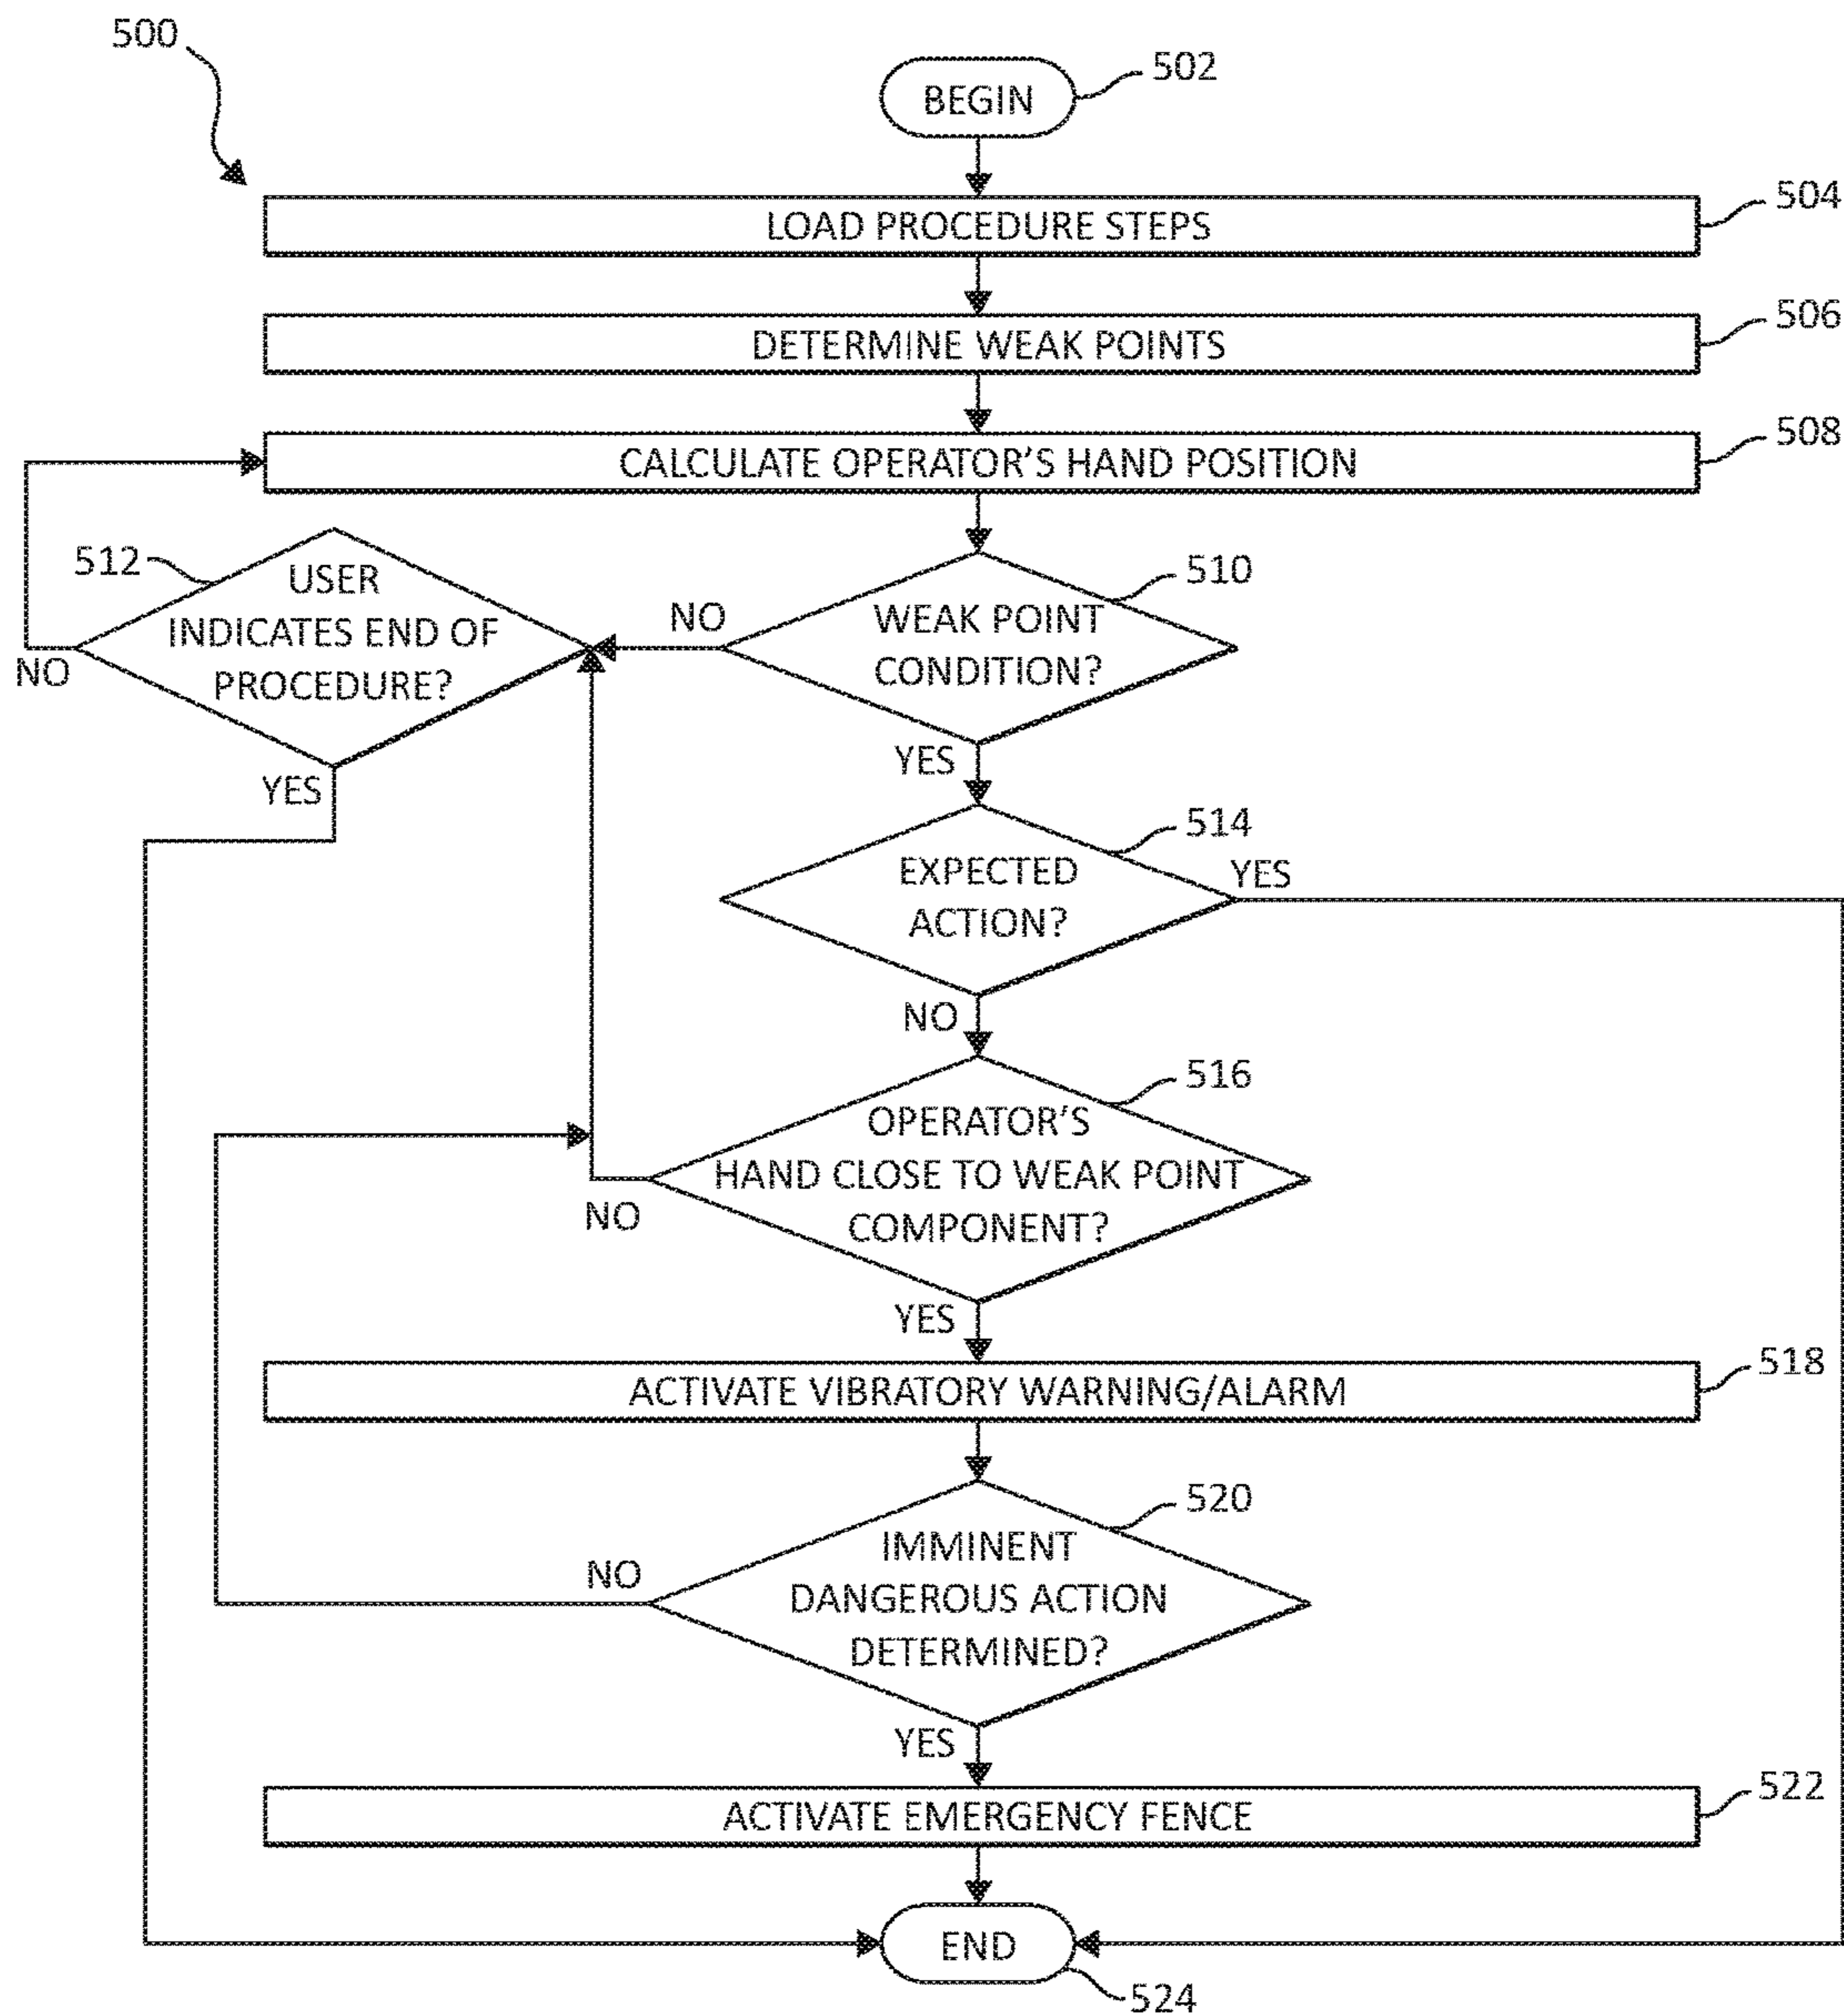 500
BEGIN
502
LOAD PROCEDURE STEPS
504
DETERMINE WEAK POINTS
506
CALCULATE OPERATOR'S HAND POSITION
508
512
USER
INDICATES END OF
PROCEDURE?
NO
YES
NO
510
WEAK POINT
CONDITION?
YES
514
EXPECTED
ACTION?
YES
NO
516
OPERATOR'S
HAND CLOSE TO WEAK POINT
COMPONENT?
NO
YES
ACTIVATE VIBRATORY WARNING/ALARM
518
520
IMMINENT
DANGEROUS ACTION
DETERMINED?
NO
YES
ACTIVATE EMERGENCY FENCE
522
END
524